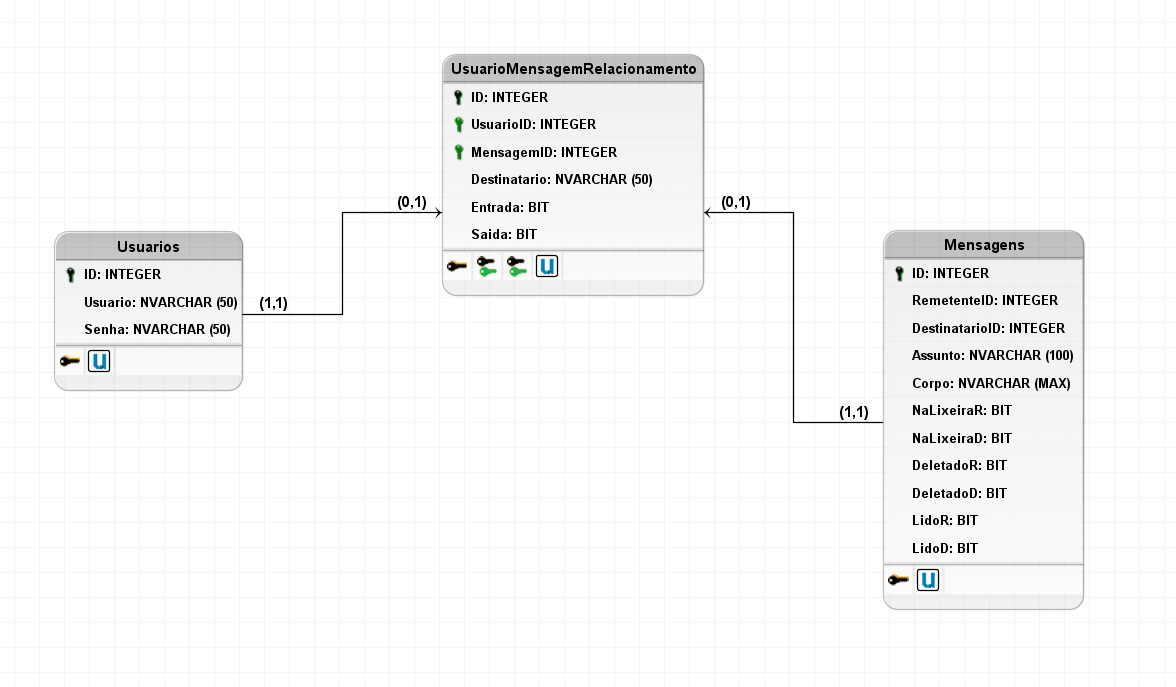 UsuarioMensagemRelacionamento
ID: INTEGER
UsuarioID: INTEGER
MensagemID: INTEGER
Destinatario: NVARCHAR (50)
Entrada: BIT
Saida: BIT
U
(0,1)
(0,1)
Usuarios
ID: INTEGER
Usuario: NVARCHAR (50)
Senha: NVARCHAR (50)
U
(1,1)
Mensagens
ID: INTEGER
RemetenteID: INTEGER
DestinatarioID: INTEGER
Assunto: NVARCHAR (100)
Corpo: NVARCHAR (MAX)
NaLixeiraR: BIT
NaLixeiraD: BIT
DeletadoR: BIT
DeletadoD: BIT
LidoR: BIT
LidoD: BIT
U
(1,1)